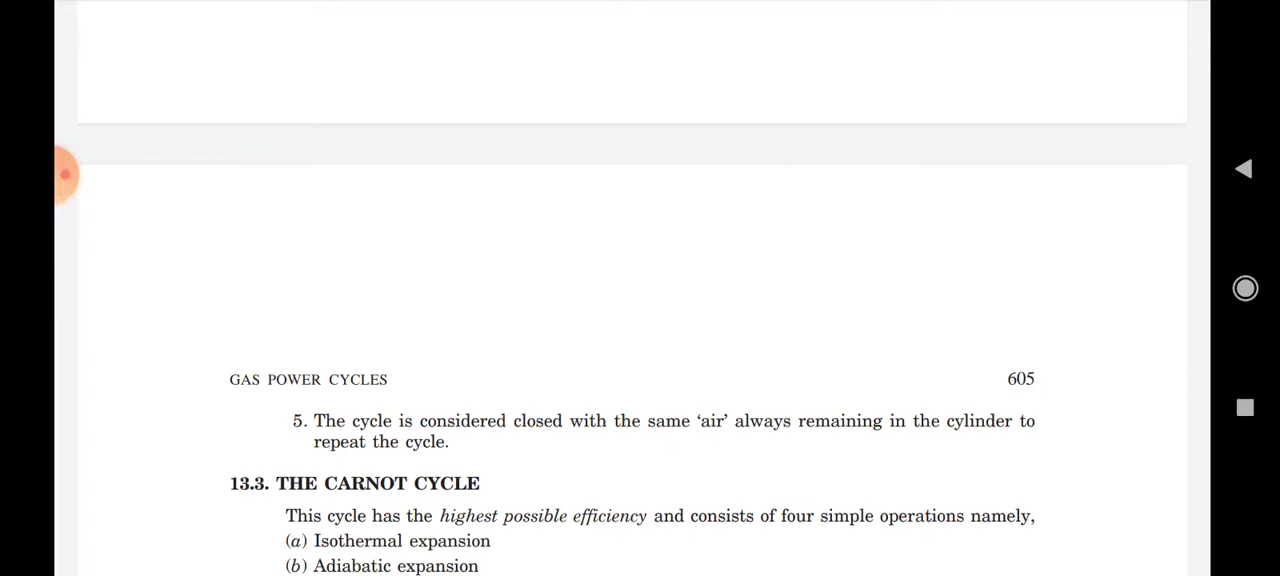 GAS POWER CYCLES 605
5. The cycle is considered closed with the same ‘air’ always remaining in the cylinder to
repeat the cycle.
13.3. THE CARNOT CYCLE
This cycle has the highest possible efficiency and consists of four simple operations namely,
(a) Isothermal expansion
(b) Adiabatic expansion